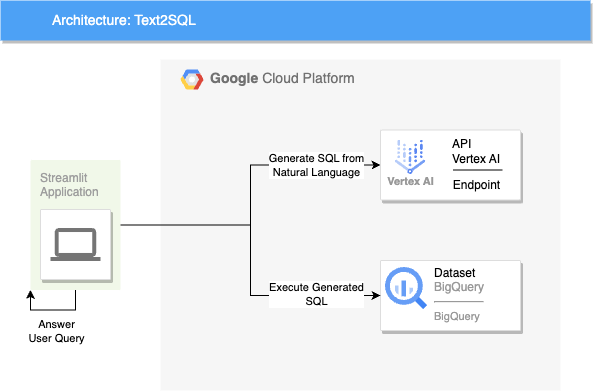 Architecture: Text2SQL
Google Cloud Platform
Streamlit
Application
Generate SQL from
Natural Language
Vertex AI
API
Vertex AI
Endpoint
Execute Generated
SQL
Dataset
BigQuery
BigQuery
Answer
User Query